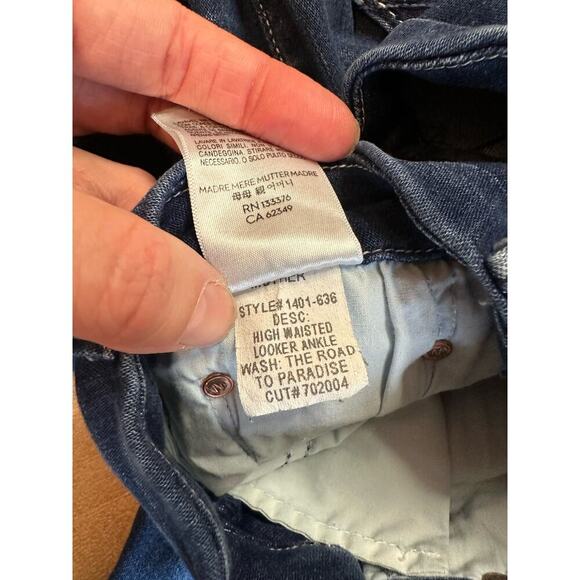 LAVARE IN LAVATRICE
COLORI SIMILI. NON
CANDEGGINA. STIRARE
NECESSARIO, O SOLO PULITO
MADRE MERE MUTTER MADRE
母母 親 어머니
RN 133376
CA 62349
MOTHER
STYLE# 1401-636
DESC:
HIGH WAISTED
LOOKER ANKLE
WASH: THE ROAD
TO PARADISE
CUT# 702004